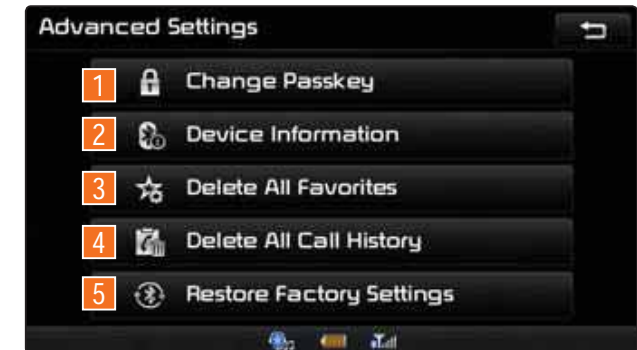 Advanced Settings
1 Change Passkey
2 Device Information
3 Delete All Favorites
4 Delete All Call History
5 Restore Factory Settings